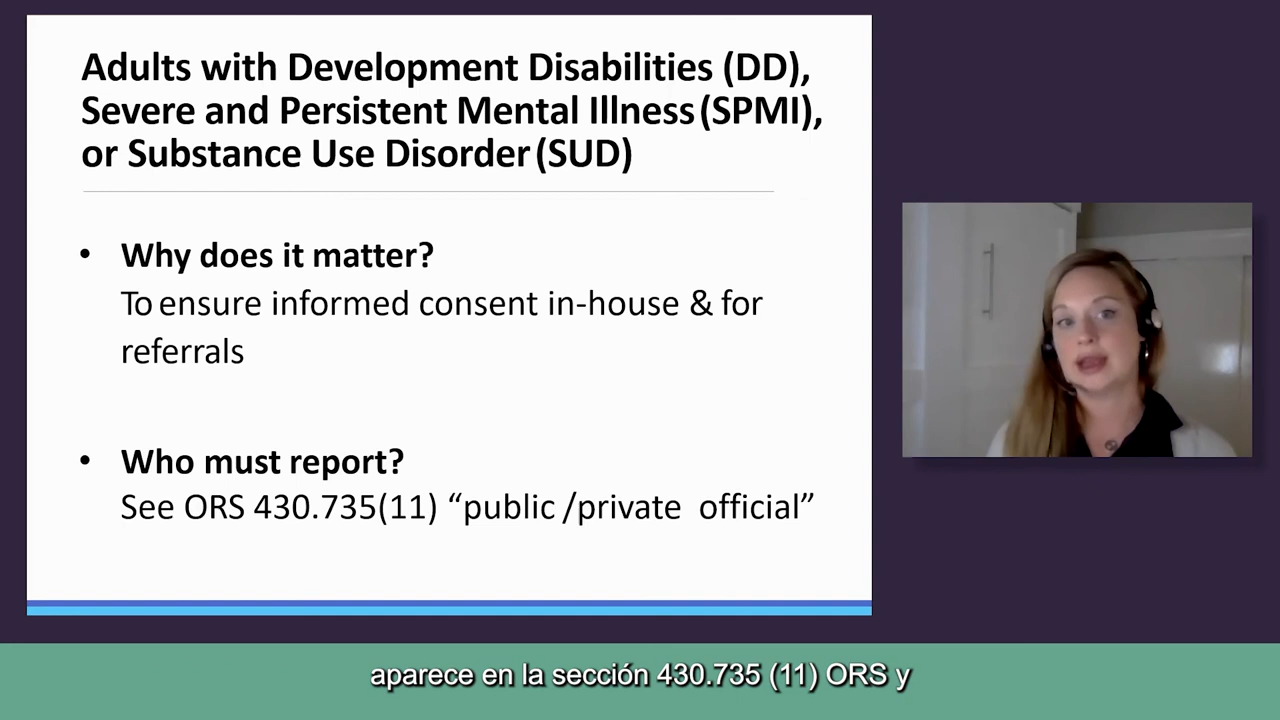 Adults with Development Disabilities (DD),
Severe and Persistent Mental Illness (SPMI),
or Substance Use Disorder (SUD)
• Why does it matter?
To ensure informed consent in-house & for
referrals
• Who must report?
See ORS 430.735(11) “public /private official”
aparece en la sección 430.735 (11) ORS y